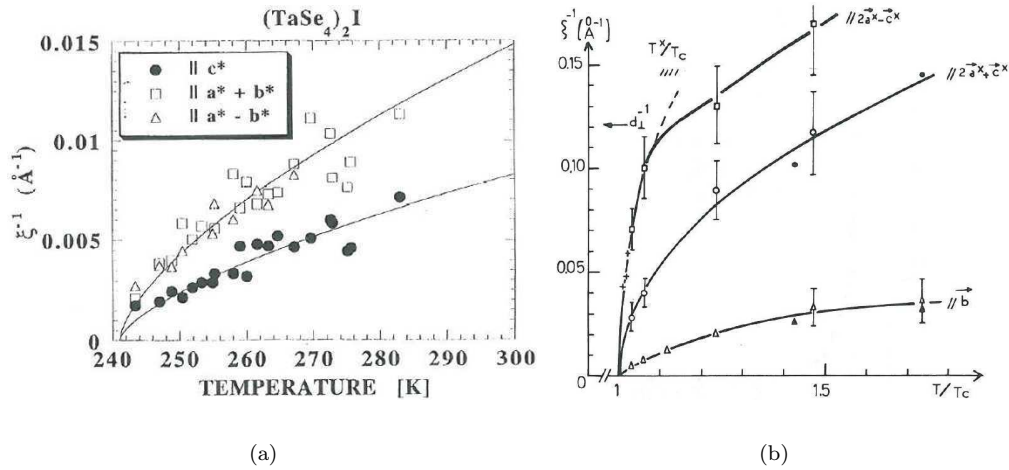 (TaSe4)2I
0.015
0.01
0.005
0
ξ-1 (Å-1)
● || c*
□ || a* + b*
△ || a* - b*
240 250 260 270 280 290 300
TEMPERATURE [K]
(a)
ξ-1 [Å-1]
0.15
0.10
0.05
0
T*/Tc
d⊥-1
//2a*-c*
//2a*+c*
//b
1
1.5
T/Tc
(b)